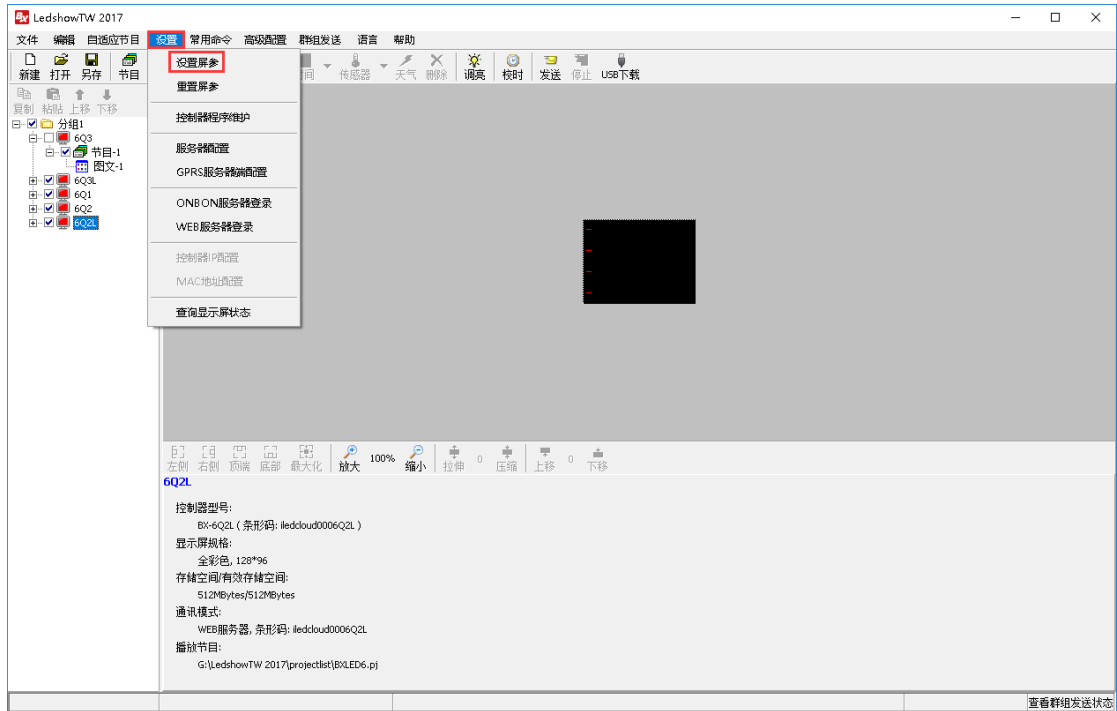 LedshowTW 2017
文件 编辑 自适应节目 设置 常用命令 高级配置 群组发送 语言 帮助
新建 打开 另存 节目 间 传感器 天气 删除 调亮 校时 发送 停止 USB下载
复制 粘贴 上移 下移
设置屏参
重置屏参
控制器程序维护
服务器配置
GPRS服务器端配置
ONBON服务器登录
WEB服务器登录
控制器IP配置
MAC地址配置
查询显示屏状态
分组1
6Q3
节目-1
图文-1
6Q3L
6Q1
6Q2
6Q2L
左侧 右侧 顶端 底部 最大化 放大 100% 缩小 拉伸 0 压缩 上移 0 下移
6Q2L
控制器型号:
BX-6Q2L ( 条形码: iledcloud0006Q2L )
显示屏规格:
全彩色, 128*96
存储空间/有效存储空间:
512MBytes/512MBytes
通讯模式:
WEB服务器, 条形码: iledcloud0006Q2L
播放节目:
G:\LedshowTW 2017\projectlist\BXLED6.pj
查看群组发送状态